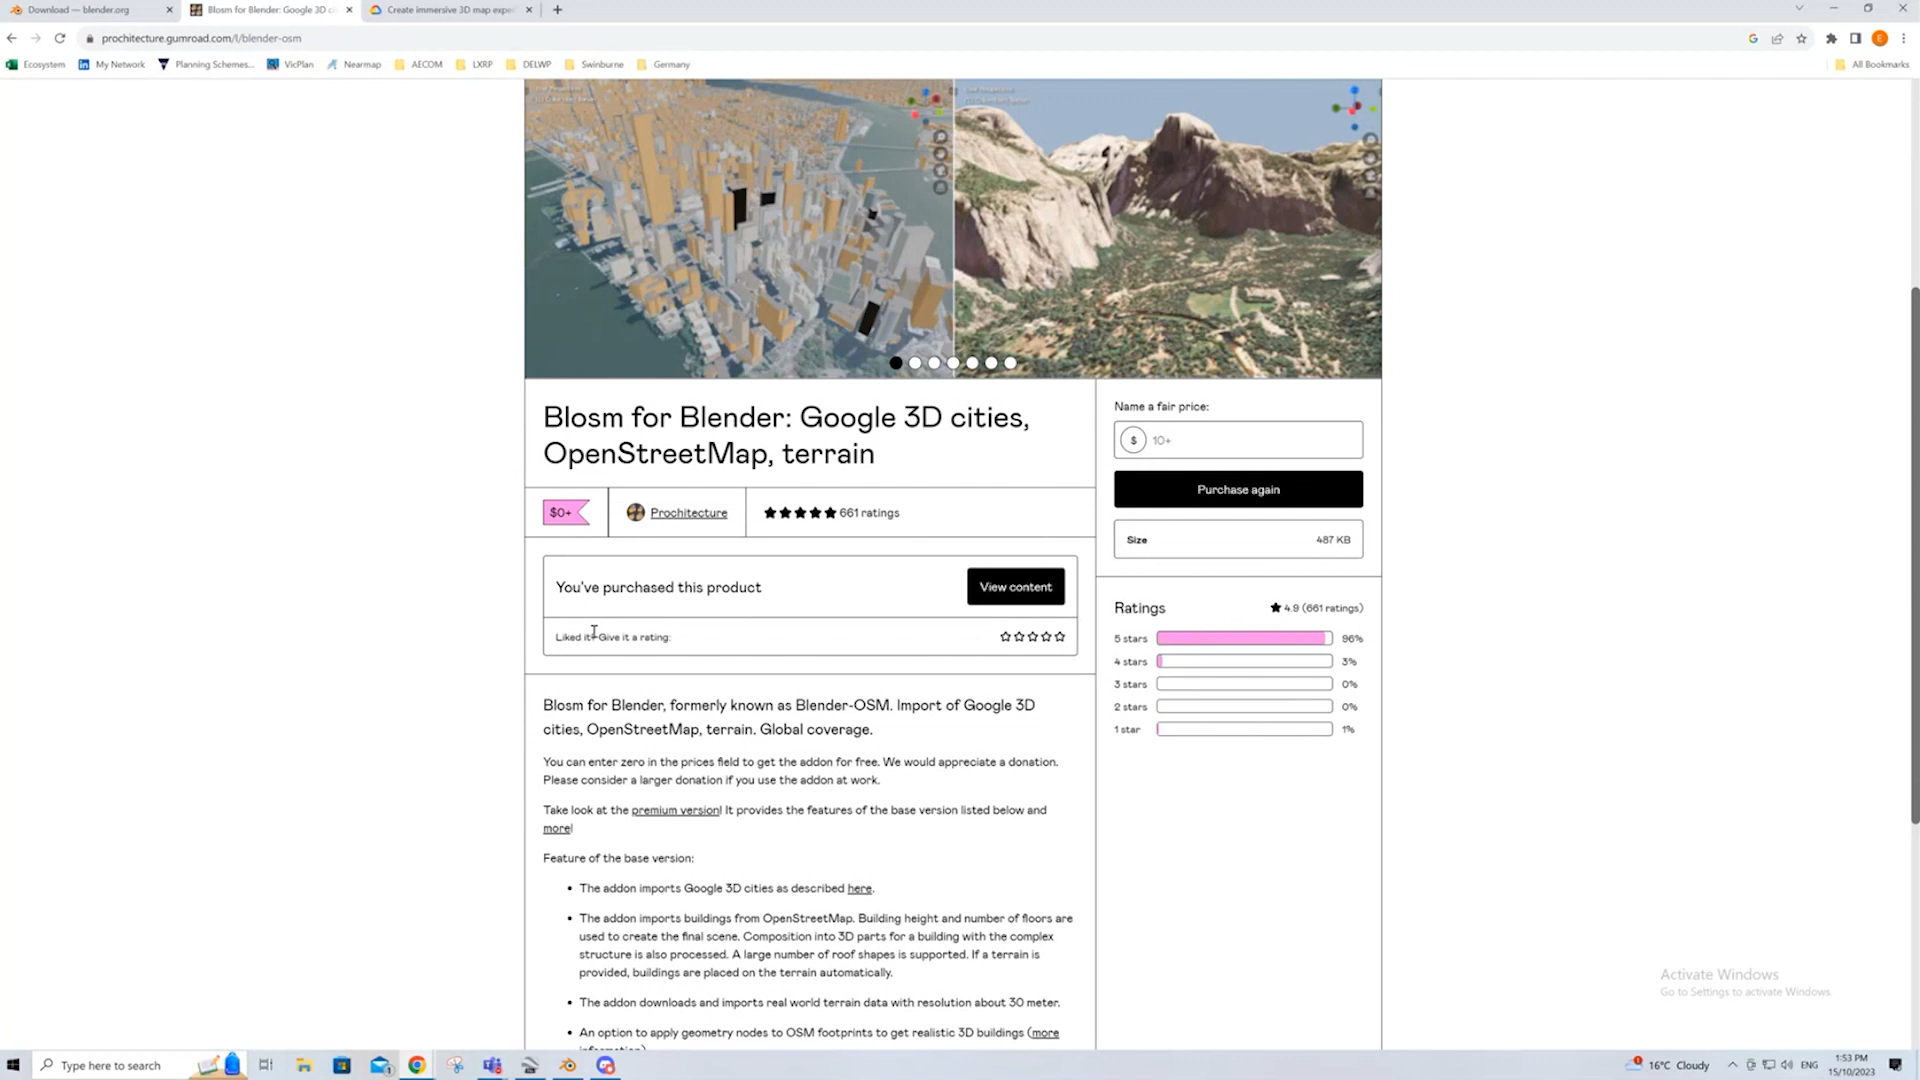 Download — blender.org
Blosm for Blender: Google 3D ci
Create immersive 3D map expe
prochitecture.gumroad.com/l/blender-osm
Ecosystem
My Network
Planning Schemes...
VicPlan
Nearmap
AECOM
LXRP
DELWP
Swinburne
Germany
All Bookmarks
Blosm for Blender: Google 3D cities,
OpenStreetMap, terrain
$0+
Prochitecture
661 ratings
You've purchased this product
View content
Liked it? Give it a rating:
Blosm for Blender, formerly known as Blender-OSM. Import of Google 3D
cities, OpenStreetMap, terrain. Global coverage.
You can enter zero in the prices field to get the addon for free. We would appreciate a donation.
Please consider a larger donation if you use the addon at work.
Take look at the premium version! It provides the features of the base version listed below and
more!
Feature of the base version:
• The addon imports Google 3D cities as described here.
• The addon imports buildings from OpenStreetMap. Building height and number of floors are
used to create the final scene. Composition into 3D parts for a building with the complex
structure is also processed. A large number of roof shapes is supported. If a terrain is
provided, buildings are placed on the terrain automatically.
• The addon downloads and imports real world terrain data with resolution about 30 meter.
• An option to apply geometry nodes to OSM footprints to get realistic 3D buildings (more
information)
Name a fair price:
$ 10+
Purchase again
Size 487 KB
Ratings
4.9 (661 ratings)
5 stars 96%
4 stars 3%
3 stars 0%
2 stars 0%
1 star 1%
Activate Windows
Go to Settings to activate Windows.
Type here to search
16°C Cloudy
ENG
1:53 PM
15/10/2023